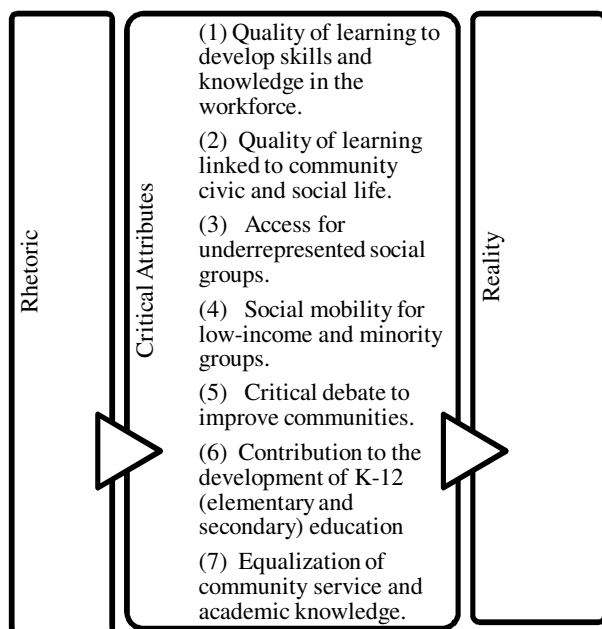 Rhetoric
Critical Attributes
(1) Quality of learning to
develop skills and
knowledge in the
workforce.
(2) Quality of learning
linked to community
civic and social life.
(3) Access for
underrepresented social
groups.
(4) Social mobility for
low-income and minority
groups.
(5) Critical debate to
improve communities.
(6) Contribution to the
development of K-12
(elementary and
secondary) education
(7) Equalization of
community service and
academic knowledge.
Reality